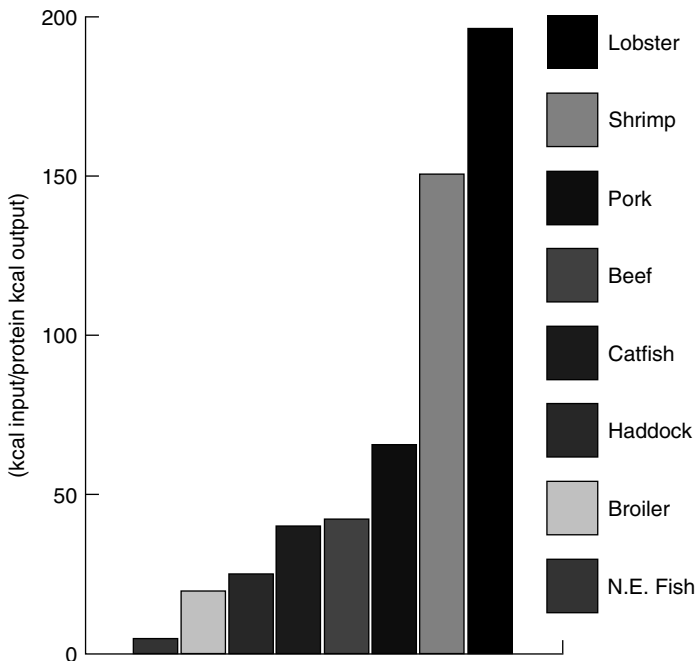 200
150
100
50
0
(kcal input/protein kcal output)
Lobster
Shrimp
Pork
Beef
Catfish
Haddock
Broiler
N.E. Fish